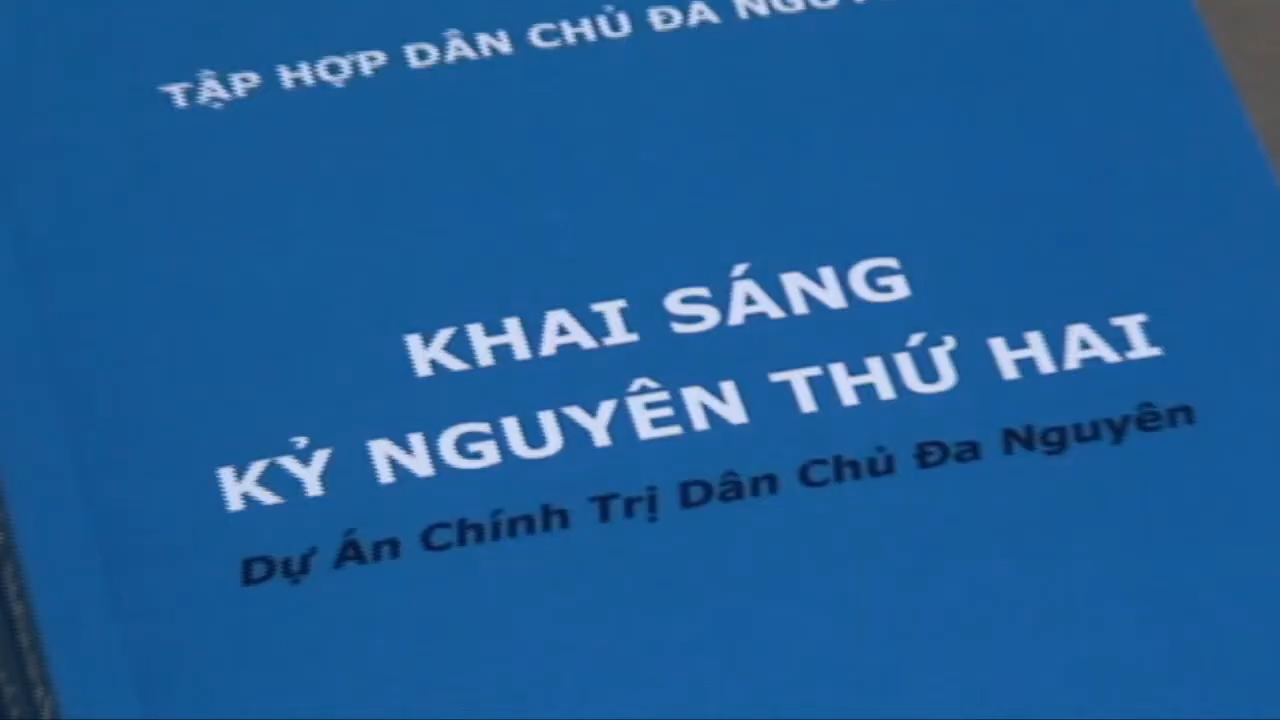 TẬP HỢP DÂN CHỦ ĐA
KHAI SÁNG
KỶ NGUYÊN THỨ HAI
Dự Án Chính Trị Dân Chủ Đa Nguyên